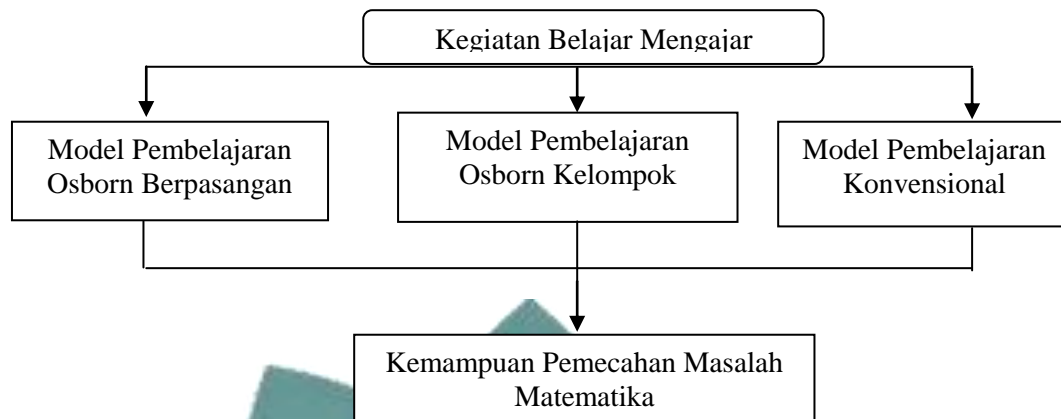 Kegiatan Belajar Mengajar
Model Pembelajaran
Osborn Berpasangan
Model Pembelajaran
Osborn Kelompok
Model Pembelajaran
Konvensional
Kemampuan Pemecahan Masalah
Matematika